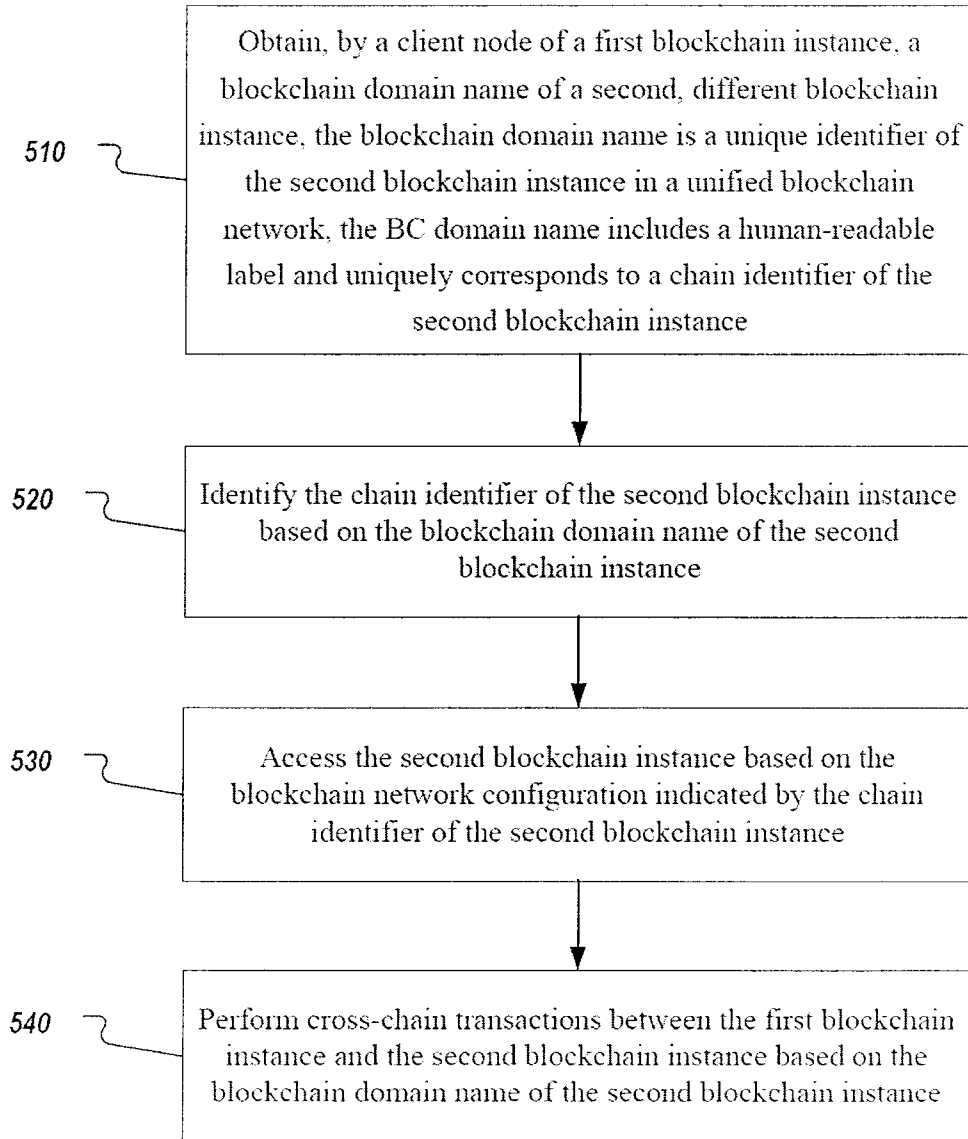 510
Obtain, by a client node of a first blockchain instance, a
blockchain domain name of a second, different blockchain
instance, the blockchain domain name is a unique identifier of
the second blockchain instance in a unified blockchain
network, the BC domain name includes a human-readable
label and uniquely corresponds to a chain identifier of the
second blockchain instance
520
Identify the chain identifier of the second blockchain instance
based on the blockchain domain name of the second
blockchain instance
530
Access the second blockchain instance based on the
blockchain network configuration indicated by the chain
identifier of the second blockchain instance
540
Perform cross-chain transactions between the first blockchain
instance and the second blockchain instance based on the
blockchain domain name of the second blockchain instance